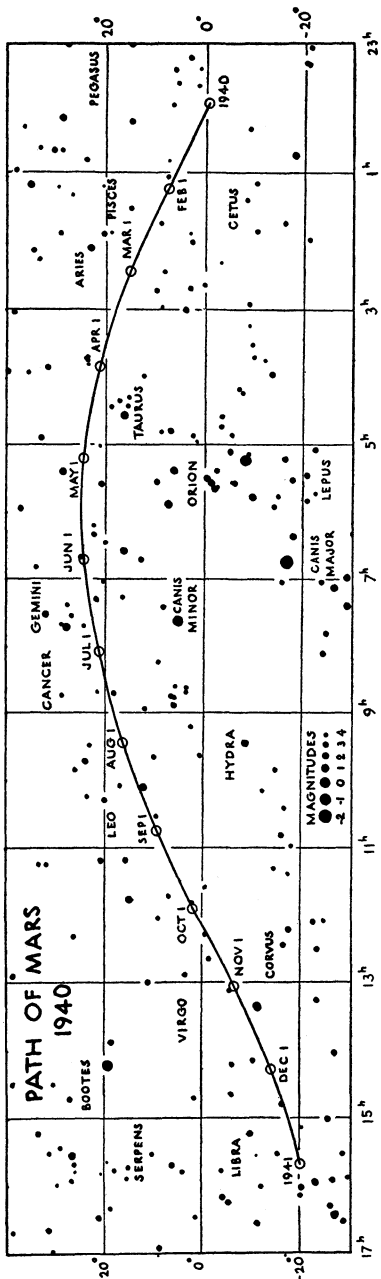 PATH OF MARS
1940
20
0
-20
17ʰ
15ʰ
13ʰ
11ʰ
9ʰ
7ʰ
5ʰ
3ʰ
1ʰ
23ʰ
20
0
-20
BOOTES
SERPENS
LIBRA
VIRGO
CORVUS
LEO
HYDRA
CANCER
GEMINI
CANIS
MINOR
CANIS
MAJOR
LEPUS
ORION
TAURUS
ARIES
PISCES
PEGASUS
CETUS
1941
DEC 1
NOV 1
OCT 1
SEP 1
AUG 1
JUL 1
JUN 1
MAY 1
APR 1
MAR 1
FEB 1
1940
MAGNITUDES
-2 -1 0 1 2 3 4